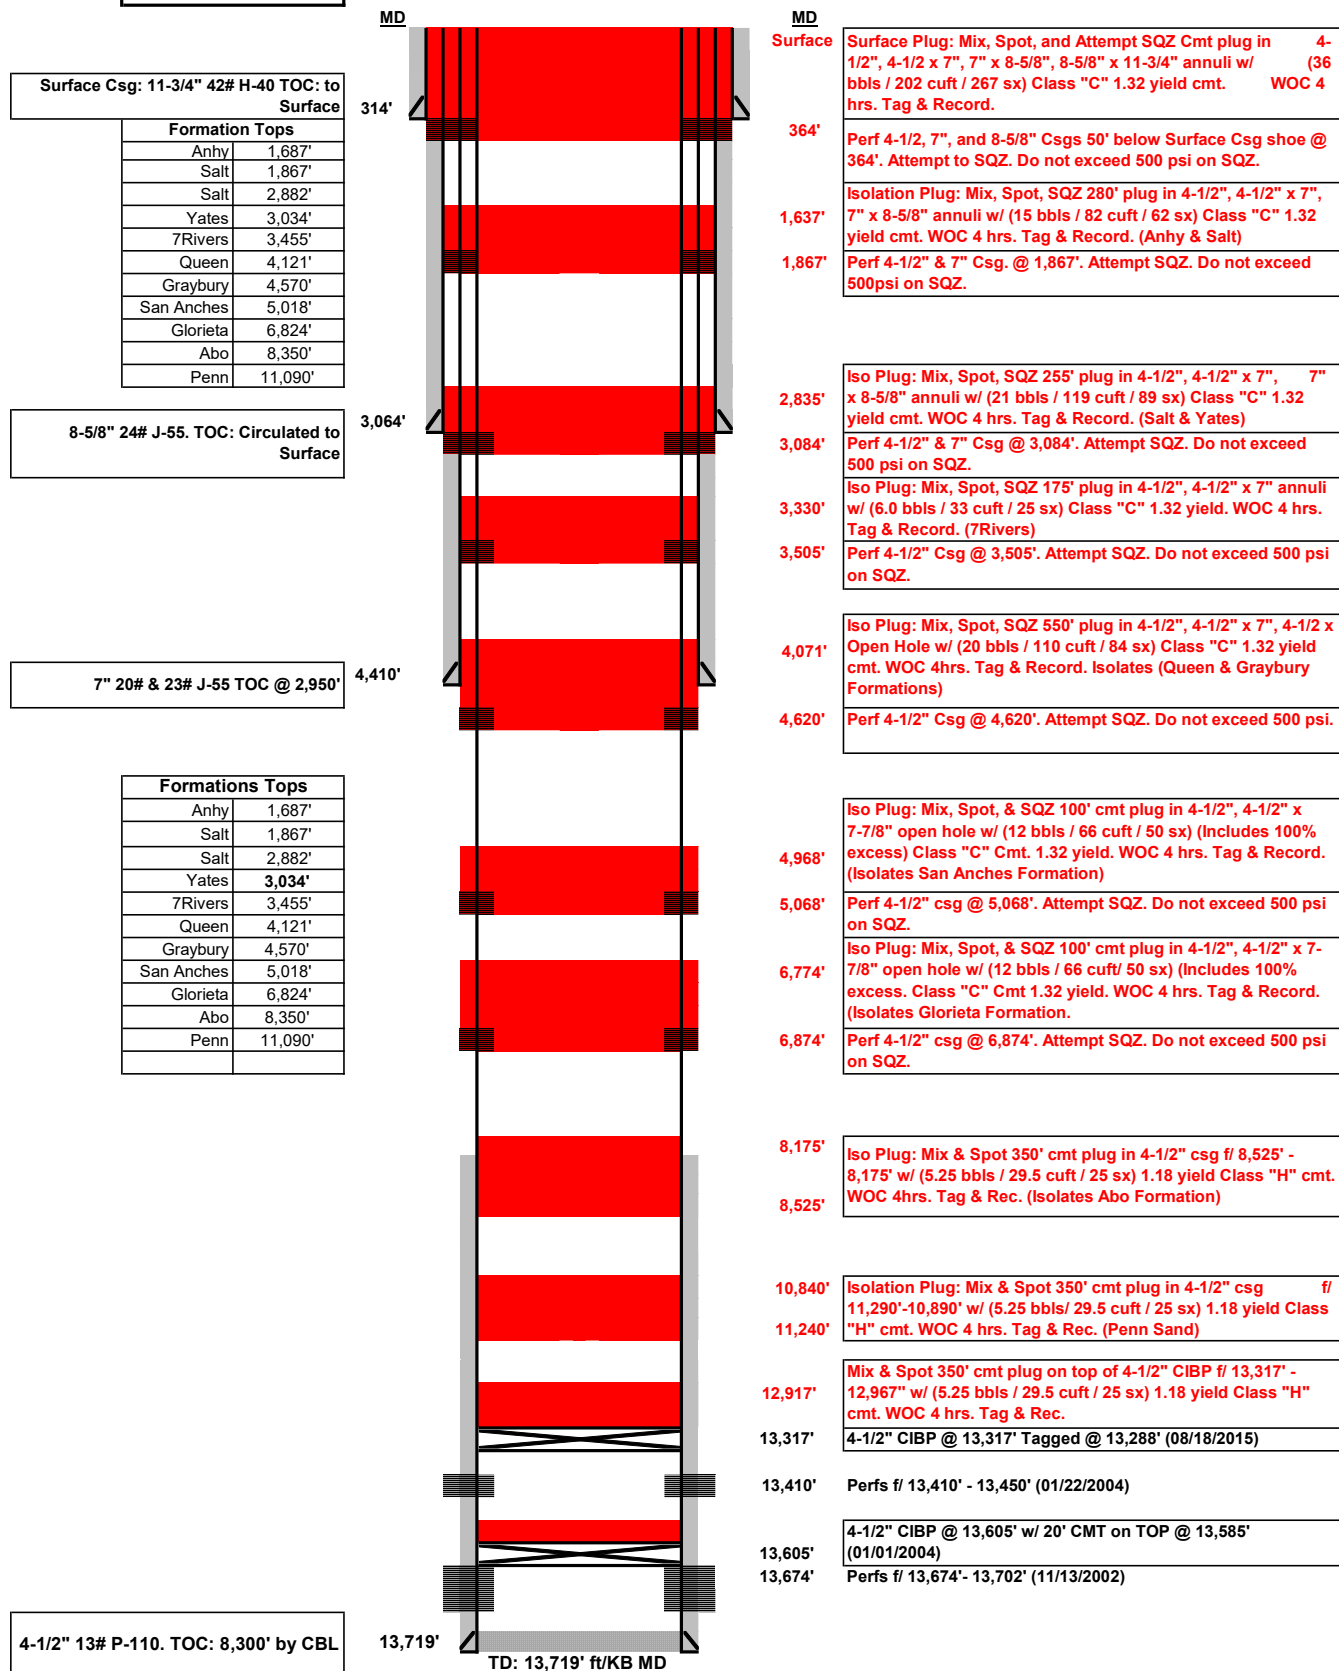 MD
MD
Surface
Surface Plug: Mix, Spot, and Attempt SQZ Cmt plug in 4-
1/2", 4-1/2 x 7", 7" x 8-5/8", 8-5/8" x 11-3/4" annuli w/ (36
bbls / 202 cuft / 267 sx) Class "C" 1.32 yield cmt. WOC 4
hrs. Tag & Record.
Surface Csg: 11-3/4" 42# H-40 TOC: to
Surface
314'
364'
Perf 4-1/2, 7", and 8-5/8" Csgs 50' below Surface Csg shoe @
364'. Attempt to SQZ. Do not exceed 500 psi on SQZ.
Formation Tops
Anhy 1,687'
Salt 1,867'
Salt 2,882'
Yates 3,034'
7Rivers 3,455'
Queen 4,121'
Graybury 4,570'
San Anches 5,018'
Glorieta 6,824'
Abo 8,350'
Penn 11,090'
1,637'
Isolation Plug: Mix, Spot, SQZ 280' plug in 4-1/2", 4-1/2" x 7",
7" x 8-5/8" annuli w/ (15 bbls / 82 cuft / 62 sx) Class "C" 1.32
yield cmt. WOC 4 hrs. Tag & Record. (Anhy & Salt)
1,867'
Perf 4-1/2" & 7" Csg. @ 1,867'. Attempt SQZ. Do not exceed
500psi on SQZ.
2,835'
Iso Plug: Mix, Spot, SQZ 255' plug in 4-1/2", 4-1/2" x 7", 7"
x 8-5/8" annuli w/ (21 bbls / 119 cuft / 89 sx) Class "C" 1.32
yield cmt. WOC 4 hrs. Tag & Record. (Salt & Yates)
8-5/8" 24# J-55. TOC: Circulated to
Surface
3,064'
3,084'
Perf 4-1/2" & 7" Csg @ 3,084'. Attempt SQZ. Do not exceed
500 psi on SQZ.
3,330'
Iso Plug: Mix, Spot, SQZ 175' plug in 4-1/2", 4-1/2" x 7" annuli
w/ (6.0 bbls / 33 cuft / 25 sx) Class "C" 1.32 yield. WOC 4 hrs.
Tag & Record. (7Rivers)
3,505'
Perf 4-1/2" Csg @ 3,505'. Attempt SQZ. Do not exceed 500 psi
on SQZ.
4,071'
Iso Plug: Mix, Spot, SQZ 550' plug in 4-1/2", 4-1/2" x 7", 4-1/2 x
Open Hole w/ (20 bbls / 110 cuft / 84 sx) Class "C" 1.32 yield
cmt. WOC 4hrs. Tag & Record. Isolates (Queen & Graybury
Formations)
7" 20# & 23# J-55 TOC @ 2,950'
4,410'
4,620'
Perf 4-1/2" Csg @ 4,620'. Attempt SQZ. Do not exceed 500 psi.
Formations Tops
Anhy 1,687'
Salt 1,867'
Salt 2,882'
Yates 3,034'
7Rivers 3,455'
Queen 4,121'
Graybury 4,570'
San Anches 5,018'
Glorieta 6,824'
Abo 8,350'
Penn 11,090'
4,968'
Iso Plug: Mix, Spot, & SQZ 100' cmt plug in 4-1/2", 4-1/2" x
7-7/8" open hole w/ (12 bbls / 66 cuft / 50 sx) (Includes 100%
excess) Class "C" Cmt. 1.32 yield. WOC 4 hrs. Tag & Record.
(Isolates San Anches Formation)
5,068'
Perf 4-1/2" csg @ 5,068'. Attempt SQZ. Do not exceed 500 psi
on SQZ.
6,774'
Iso Plug: Mix, Spot, & SQZ 100' cmt plug in 4-1/2", 4-1/2" x 7-
7/8" open hole w/ (12 bbls / 66 cuft/ 50 sx) (Includes 100%
excess. Class "C" Cmt 1.32 yield. WOC 4 hrs. Tag & Record.
(Isolates Glorieta Formation.
6,874'
Perf 4-1/2" csg @ 6,874'. Attempt SQZ. Do not exceed 500 psi
on SQZ.
8,175'
8,525'
Iso Plug: Mix & Spot 350' cmt plug in 4-1/2" csg f/ 8,525' -
8,175' w/ (5.25 bbls / 29.5 cuft / 25 sx) 1.18 yield Class "H" cmt.
WOC 4hrs. Tag & Rec. (Isolates Abo Formation)
10,840'
11,240'
Isolation Plug: Mix & Spot 350' cmt plug in 4-1/2" csg f/
11,290'-10,890' w/ (5.25 bbls/ 29.5 cuft / 25 sx) 1.18 yield Class
"H" cmt. WOC 4 hrs. Tag & Rec. (Penn Sand)
12,917'
Mix & Spot 350' cmt plug on top of 4-1/2" CIBP f/ 13,317' -
12,967" w/ (5.25 bbls / 29.5 cuft / 25 sx) 1.18 yield Class "H"
cmt. WOC 4 hrs. Tag & Rec.
13,317'
4-1/2" CIBP @ 13,317' Tagged @ 13,288' (08/18/2015)
13,410'
Perfs f/ 13,410' - 13,450' (01/22/2004)
13,605'
4-1/2" CIBP @ 13,605' w/ 20' CMT on TOP @ 13,585'
(01/01/2004)
13,674'
Perfs f/ 13,674'- 13,702' (11/13/2002)
4-1/2" 13# P-110. TOC: 8,300' by CBL
13,719'
TD: 13,719' ft/KB MD